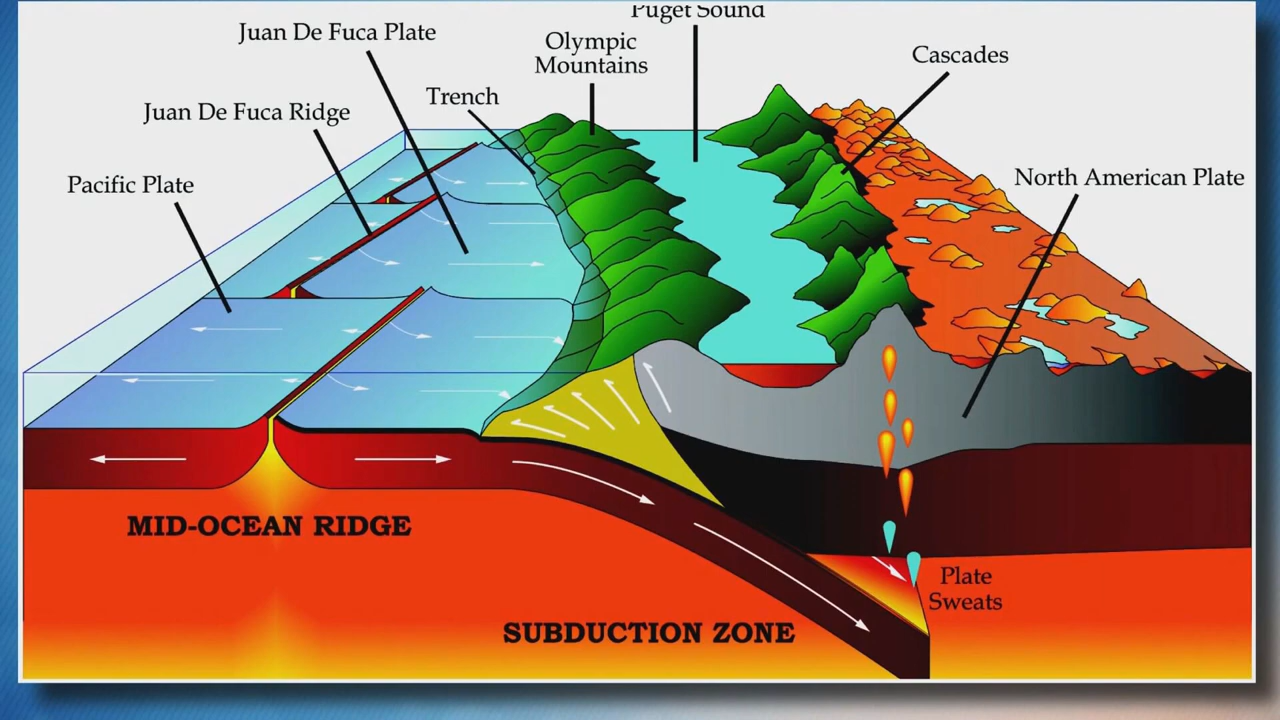 Puget Sound
Juan De Fuca Plate
Olympic
Mountains
Cascades
Trench
Juan De Fuca Ridge
Pacific Plate
North American Plate
MID-OCEAN RIDGE
Plate
Sweats
SUBDUCTION ZONE